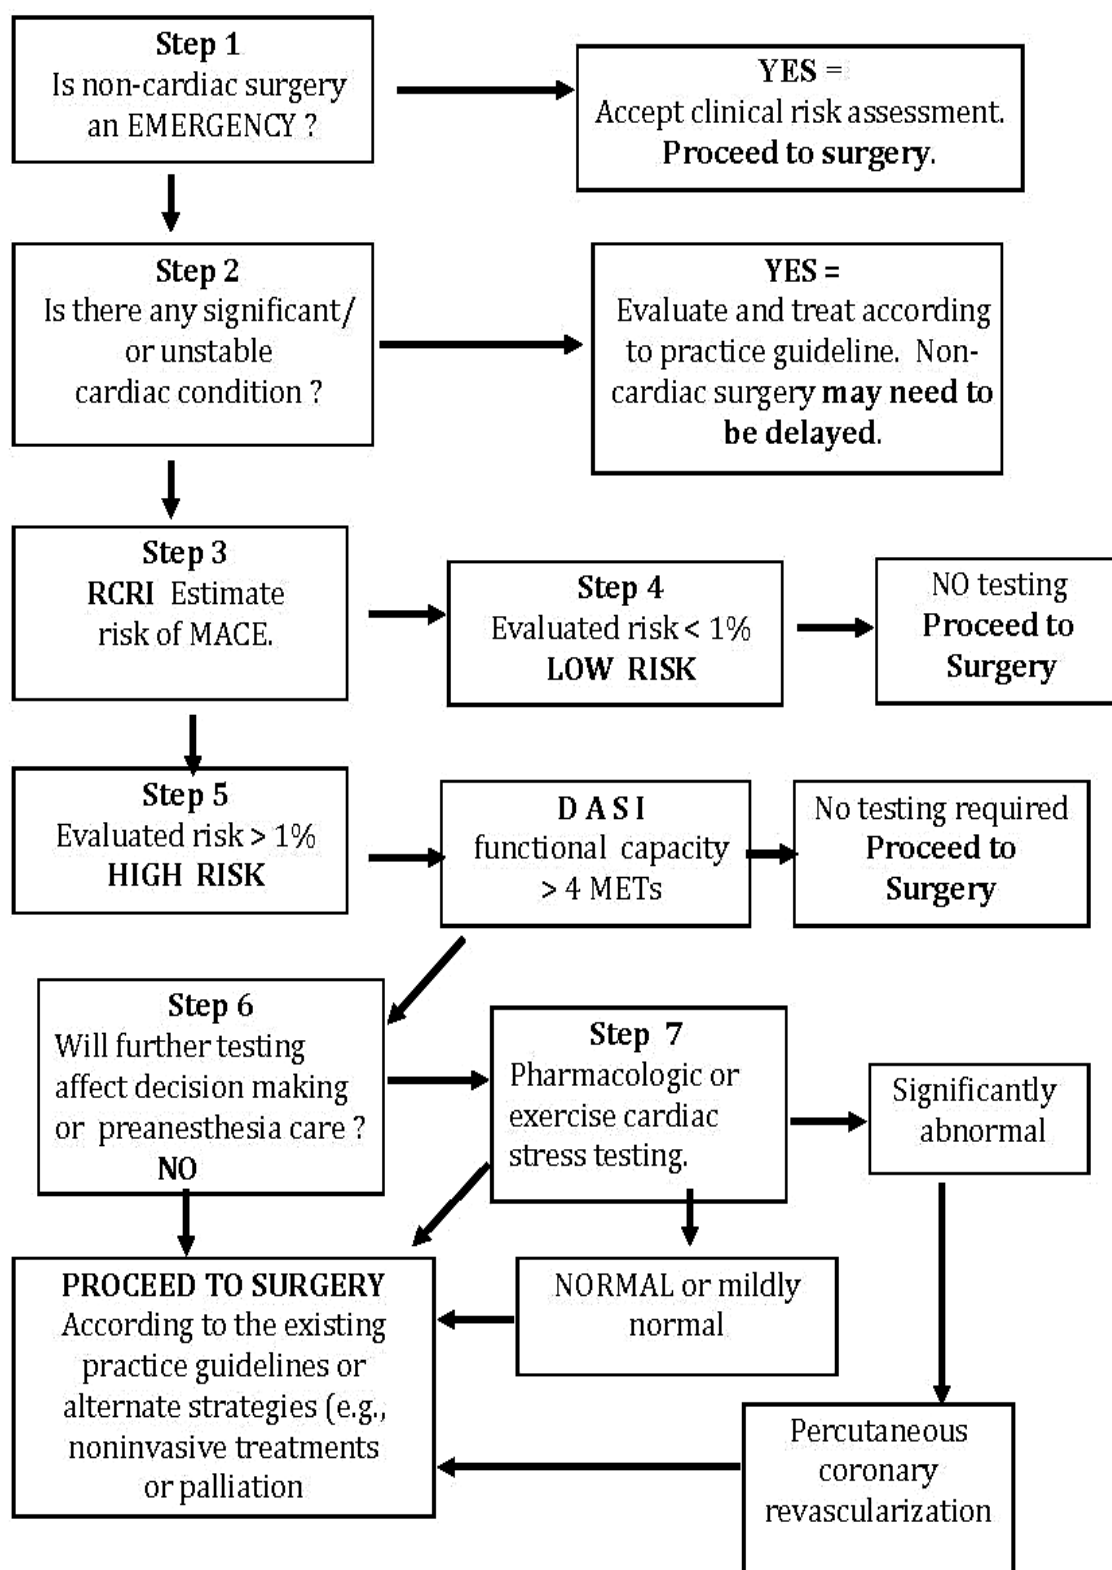 Step 1
Is non-cardiac surgery
an EMERGENCY ?
YES =
Accept clinical risk assessment.
Proceed to surgery.
Step 2
Is there any significant/
or unstable
cardiac condition ?
YES =
Evaluate and treat according
to practice guideline. Non-
cardiac surgery may need to
be delayed.
Step 3
RCRI Estimate
risk of MACE.
Step 4
Evaluated risk < 1%
LOW RISK
NO testing
Proceed to
Surgery
Step 5
Evaluated risk > 1%
HIGH RISK
D A S I
functional capacity
> 4 METs
No testing required
Proceed to
Surgery
Step 6
Will further testing
affect decision making
or preanesthesia care ?
NO
Step 7
Pharmacologic or
exercise cardiac
stress testing.
Significantly
abnormal
PROCEED TO SURGERY
According to the existing
practice guidelines or
alternate strategies (e.g.,
noninvasive treatments
or palliation
NORMAL or mildly
normal
Percutaneous
coronary
revascularization